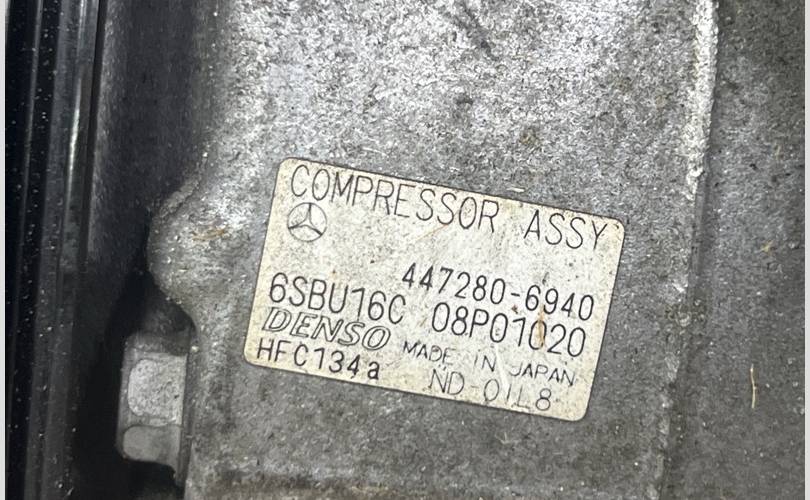 COMPRESSOR ASSY
447280-6940
6SBU16C 08P01020
DENSO MADE IN JAPAN
HFC134a ND-OIL8